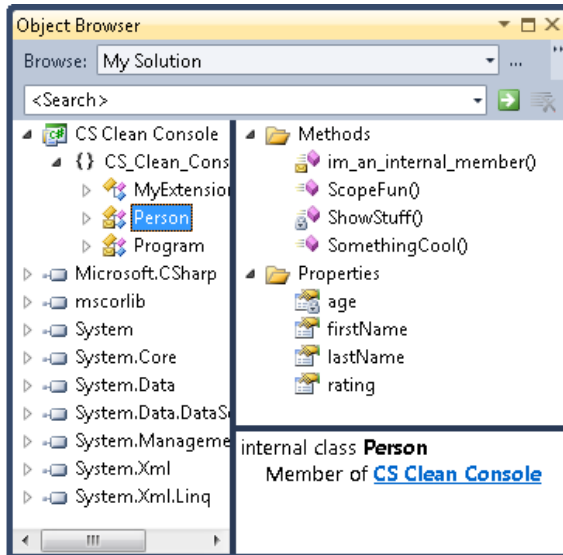 Object Browser
Browse: My Solution ...
<Search>
CS Clean Console
{} CS_Clean_Cons
MyExtension
Person
Program
Microsoft.CSharp
mscorlib
System
System.Core
System.Data
System.Data.DataSe
System.Manageme
System.Xml
System.Xml.Linq
Methods
im_an_internal_member()
ScopeFun()
ShowStuff()
SomethingCool()
Properties
age
firstName
lastName
rating
internal class Person
Member of CS Clean Console